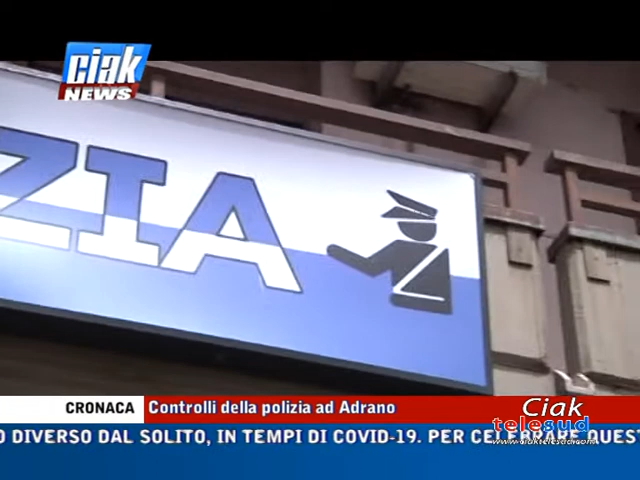 ciak
NEWS
ZIA
CRONACA Controlli della polizia ad Adrano
DIVERSO DAL SOLITO, IN TEMPI DI COVID-19. PER CELEBRARE
Ciak
telesud